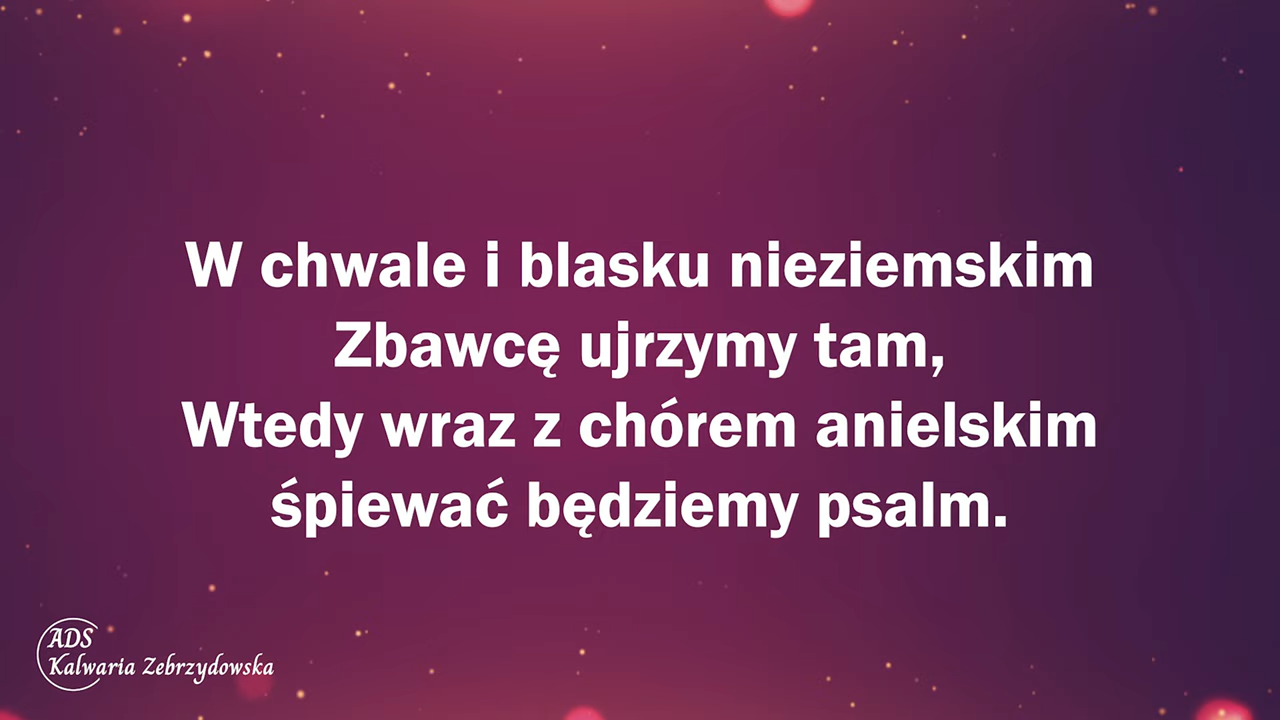 W chwale i blasku nieziemskim
Zbawcę ujrzymy tam,
Wtedy wraz z chórem anielskim
śpiewać będziemy psalm.
ADS
Kalwaria Zebrzydowska